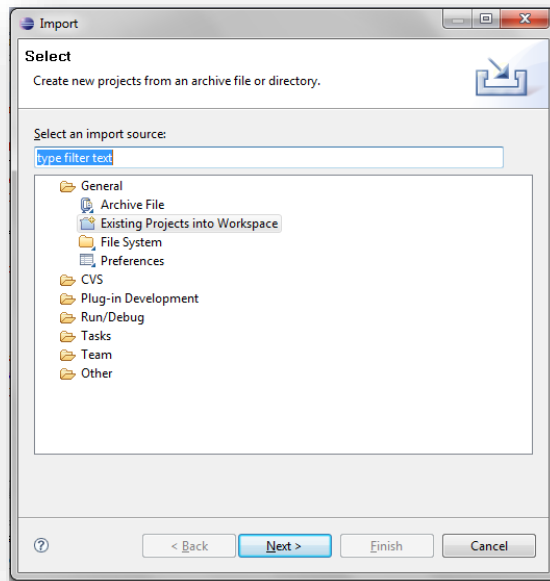 Import
Select
Create new projects from an archive file or directory.
Select an import source:
type filter text
General
Archive File
Existing Projects into Workspace
File System
Preferences
CVS
Plug-in Development
Run/Debug
Tasks
Team
Other
? < Back Next > Finish Cancel